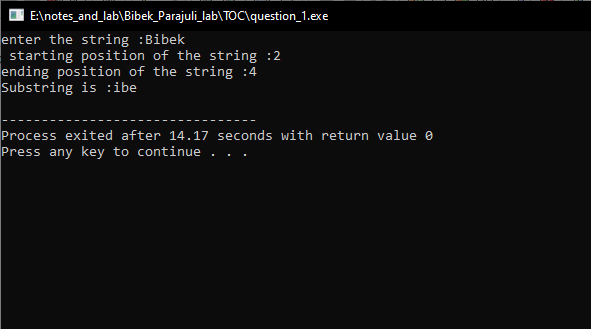 E:\notes_and_lab\Bibek_Parajuli_lab\TOC\question_1.exe
enter the string :Bibek
 starting position of the string :2
ending position of the string :4
Substring is :ibe

--------------------------------
Process exited after 14.17 seconds with return value 0
Press any key to continue . . .